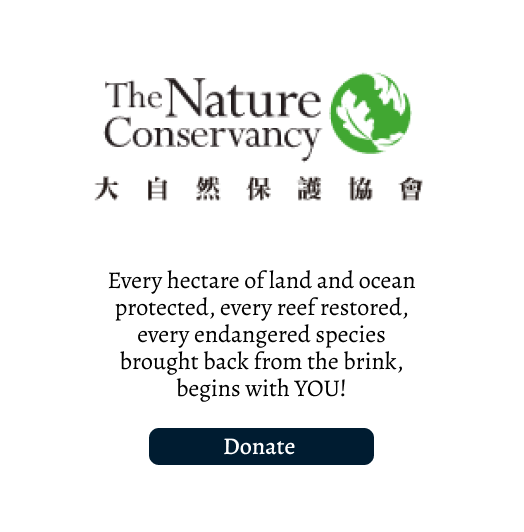 The Nature
Conservancy
大自然保護協會
Every hectare of land and ocean
protected, every reef restored,
every endangered species
brought back from the brink,
begins with YOU!
Donate